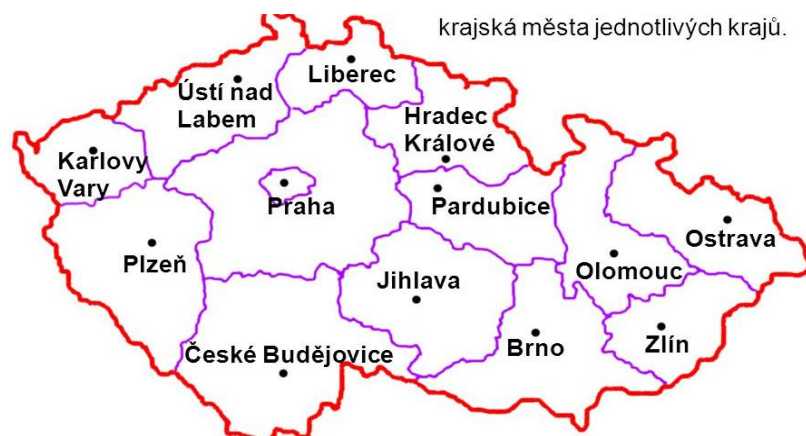 krajská města jednotlivých krajů.
Liberec
Ústí nad
Labem
Hradec
Králové
Karlovy
Vary
Praha
Pardubice
Ostrava
Plzeň
Olomouc
Jihlava
České Budějovice
Brno
Zlín